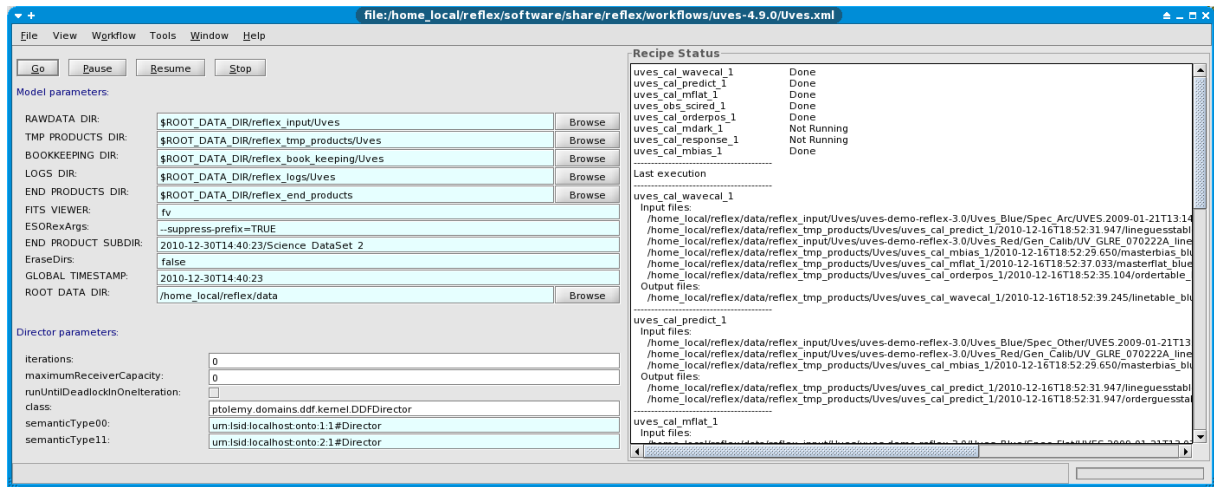 file:/home_local/reflex/software/share/reflex/workflows/uves-4.9.0/Uves.xml
File View Workflow Tools Window Help
Go Pause Resume Stop
Model parameters:
RAWDATA DIR: $ROOT_DATA_DIR/reflex_input/Uves Browse
TMP PRODUCTS DIR: $ROOT_DATA_DIR/reflex_tmp_products/Uves Browse
BOOKKEEPING DIR: $ROOT_DATA_DIR/reflex_book_keeping/Uves Browse
LOGS DIR: $ROOT_DATA_DIR/reflex_logs/Uves Browse
END PRODUCTS DIR: $ROOT_DATA_DIR/reflex_end_products Browse
FITS VIEWER: fv
ESORexArgs: --suppress-prefix=TRUE
END PRODUCT SUBDIR: 2010-12-30T14:40:23/Science_DataSet_2
EraseDirs: false
GLOBAL TIMESTAMP: 2010-12-30T14:40:23
ROOT DATA DIR: /home_local/reflex/data Browse
Director parameters:
iterations: 0
maximumReceiverCapacity: 0
runUntilDeadlockInOneIteration:
class: ptolemy.domains.ddf.kernel.DDFDirector
semanticType00: urn:lsid:localhost:onto:1:1#Director
semanticType11: urn:lsid:localhost:onto:2:1#Director
Recipe Status
uves_cal_wavecal_1 Done
uves_cal_predict_1 Done
uves_cal_mflat_1 Done
uves_obs_scired_1 Done
uves_cal_orderpos_1 Done
uves_cal_mdark_1 Not Running
uves_cal_response_1 Not Running
uves_cal_mbias_1 Done
----------------------------------------
Last execution
----------------------------------------
uves_cal_wavecal_1
Input files:
/home_local/reflex/data/reflex_input/Uves/uves-demo-reflex-3.0/Uves_Blue/Spec_Arc/UVES.2009-01-21T13:14
/home_local/reflex/data/reflex_tmp_products/Uves/uves_cal_predict_1/2010-12-16T18:52:31.947/lineguesstabl
/home_local/reflex/data/reflex_input/Uves/uves-demo-reflex-3.0/Uves_Red/Gen_Calib/UV_GLRE_070222A_line
/home_local/reflex/data/reflex_tmp_products/Uves/uves_cal_mbias_1/2010-12-16T18:52:29.650/masterbias_blu
/home_local/reflex/data/reflex_tmp_products/Uves/uves_cal_mflat_1/2010-12-16T18:52:37.033/masterflat_blue
/home_local/reflex/data/reflex_tmp_products/Uves/uves_cal_orderpos_1/2010-12-16T18:52:35.104/ordertable_
Output files:
/home_local/reflex/data/reflex_tmp_products/Uves/uves_cal_wavecal_1/2010-12-16T18:52:39.245/linetable_blu
----------------------------------------
uves_cal_predict_1
Input files:
/home_local/reflex/data/reflex_input/Uves/uves-demo-reflex-3.0/Uves_Blue/Spec_Other/UVES.2009-01-21T13
/home_local/reflex/data/reflex_input/Uves/uves-demo-reflex-3.0/Uves_Red/Gen_Calib/UV_GLRE_070222A_line
/home_local/reflex/data/reflex_tmp_products/Uves/uves_cal_mbias_1/2010-12-16T18:52:29.650/masterbias_blu
Output files:
/home_local/reflex/data/reflex_tmp_products/Uves/uves_cal_predict_1/2010-12-16T18:52:31.947/lineguesstabl
/home_local/reflex/data/reflex_tmp_products/Uves/uves_cal_predict_1/2010-12-16T18:52:31.947/orderguesstal
----------------------------------------
uves_cal_mflat_1
Input files: